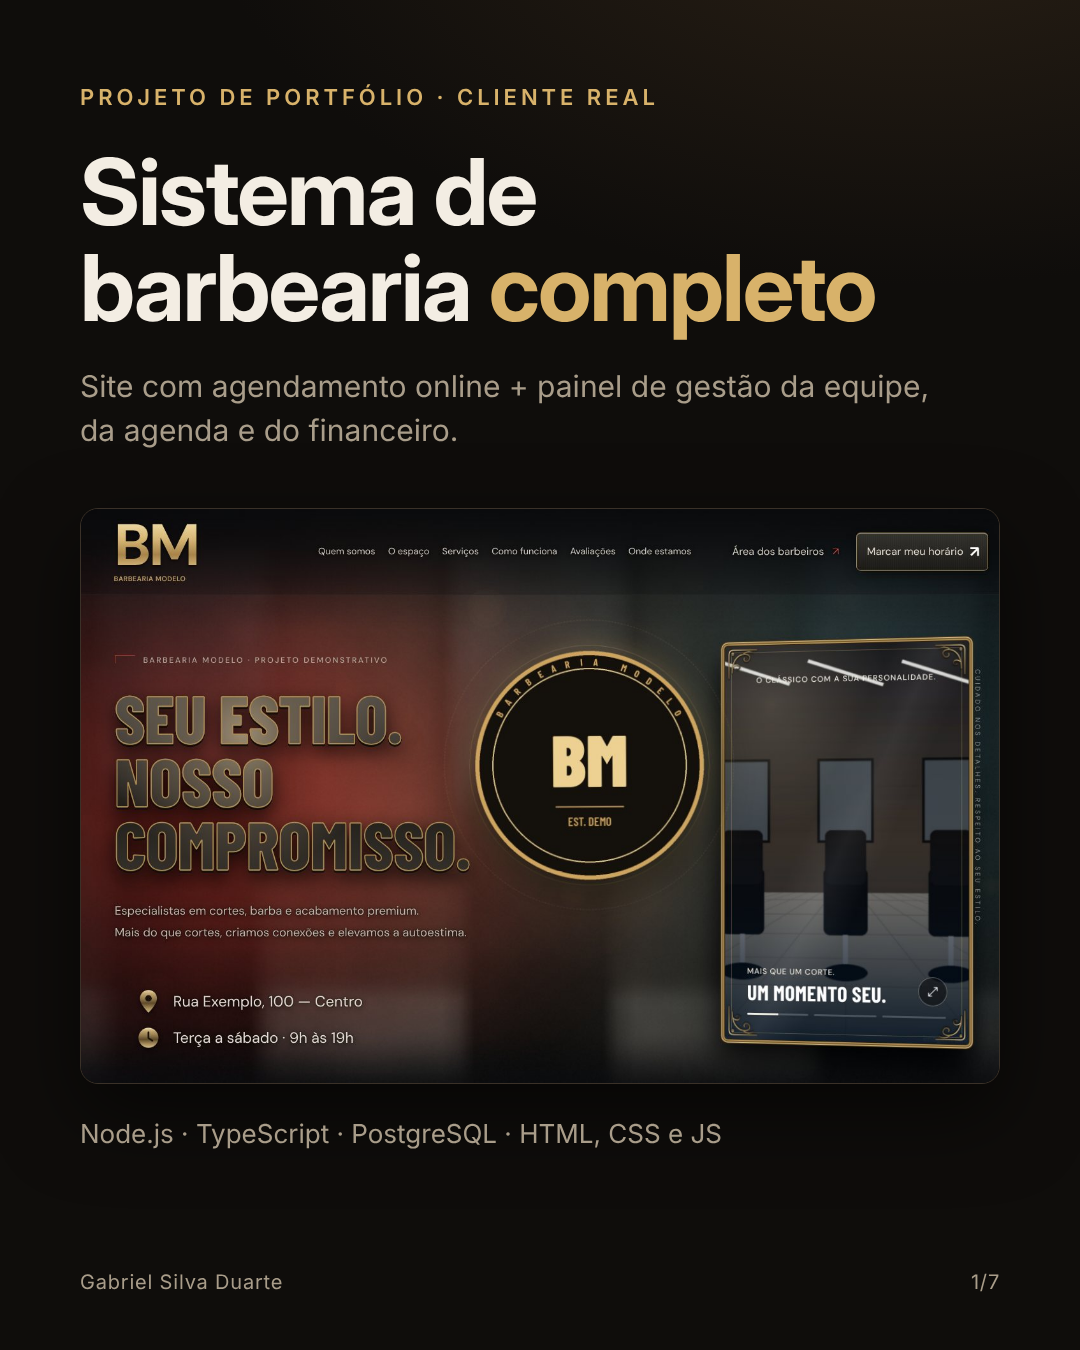 PROJETO DE PORTFÓLIO · CLIENTE REAL
Sistema de
barbearia completo
Site com agendamento online + painel de gestão da equipe,
da agenda e do financeiro.
BM
BARBEARIA MODELO
Quem somos O espaço Serviços Como funciona Avaliações Onde estamos
Área dos barbeiros
Marcar meu horário
BARBEARIA MODELO · PROJETO DEMONSTRATIVO
SEU ESTILO.
NOSSO
COMPROMISSO.
Especialistas em cortes, barba e acabamento premium.
Mais do que cortes, criamos conexões e elevamos a autoestima.
Rua Exemplo, 100 — Centro
Terça a sábado · 9h às 19h
BARBEARIA MODELO
BM
EST. DEMO
O CLÁSSICO COM A SUA PERSONALIDADE.
MAIS QUE UM CORTE.
UM MOMENTO SEU.
CUIDADO NOS DETALHES. RESPEITO AO SEU ESTILO.
Node.js · TypeScript · PostgreSQL · HTML, CSS e JS
Gabriel Silva Duarte
1/7